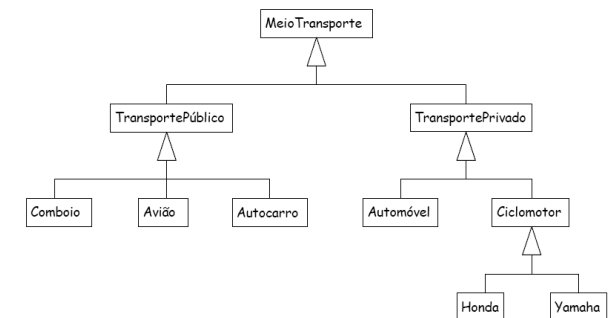 MeioTransporte
TransportePúblico
TransportePrivado
Comboio
Avião
Autocarro
Automóvel
Ciclomotor
Honda
Yamaha